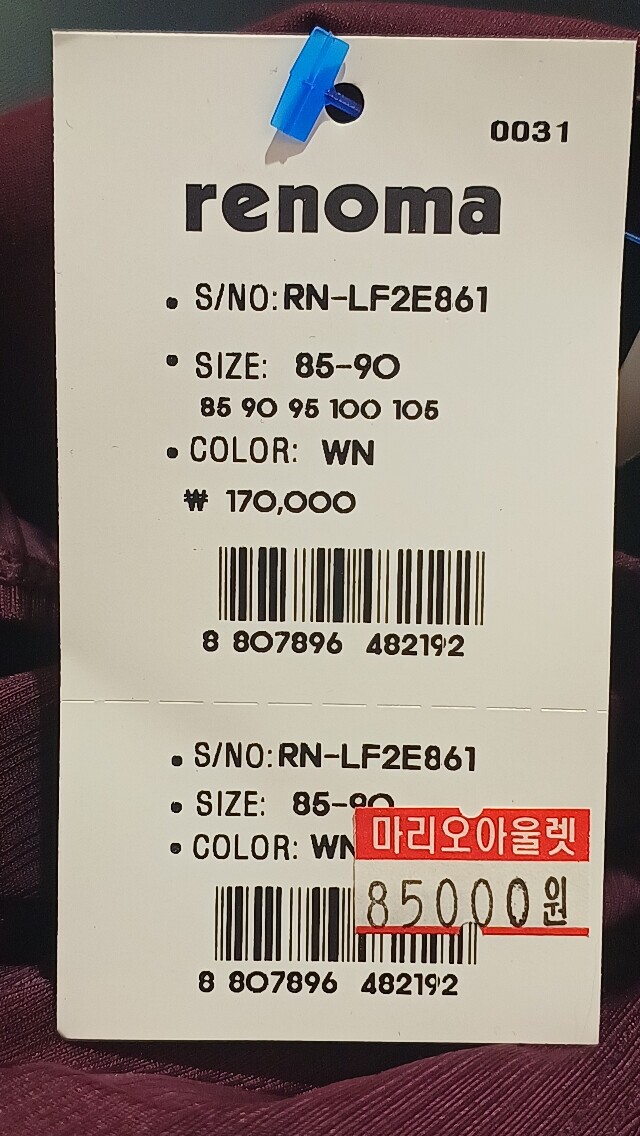 0031
renoma
• S/NO: RN-LF2E861
• SIZE: 85-90
85 90 95 100 105
• COLOR: WN
₩ 170,000
8 807896 482192
• S/NO: RN-LF2E861
• SIZE: 85-90
마리오아울렛
• COLOR: WN
85000원
8 807896 482192